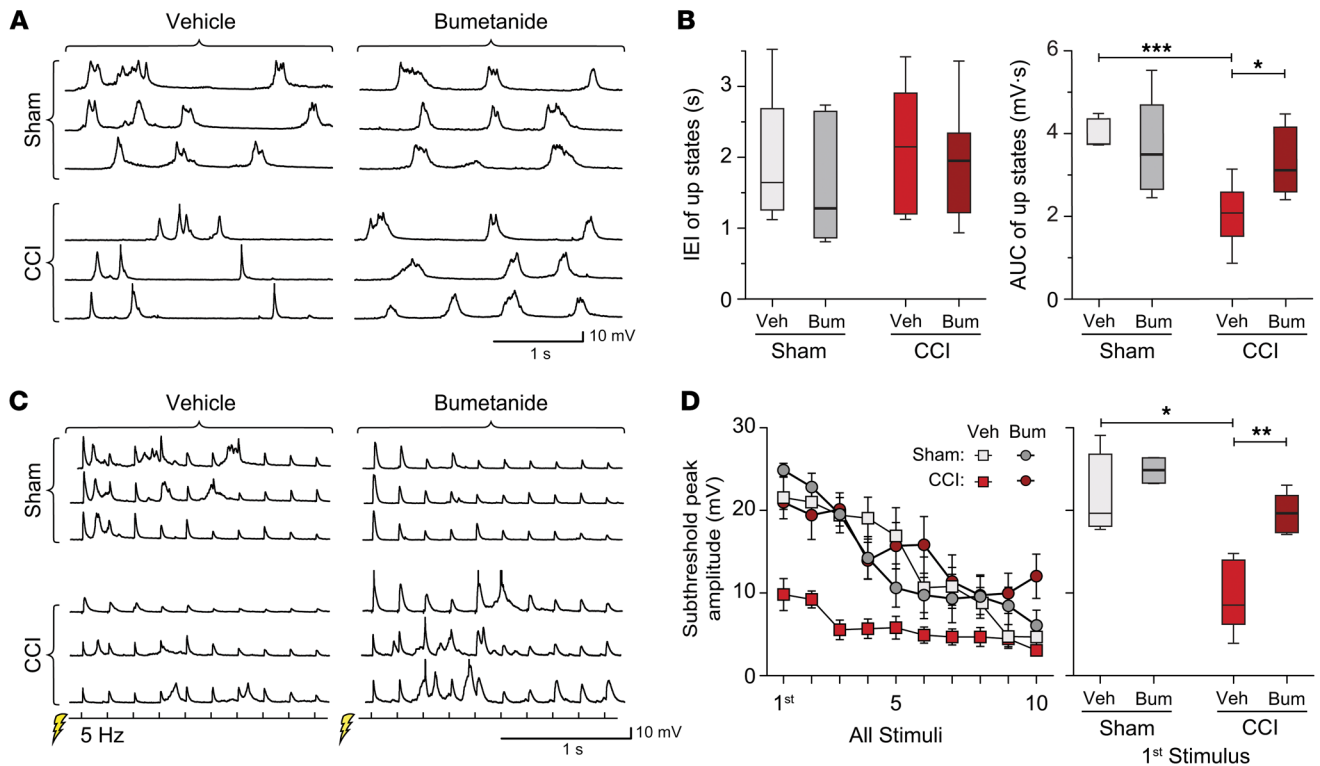 A
Vehicle
Bumetanide
Sham
CCI
10 mV
1 s
B
IEI of up states (s)
3
2
1
0
Veh
Bum
Veh
Bum
Sham
CCI
AUC of up states (mV·s)
6
4
2
0
***
*
Veh
Bum
Veh
Bum
Sham
CCI
C
Vehicle
Bumetanide
Sham
CCI
5 Hz
10 mV
1 s
D
Subthreshold peak
amplitude (mV)
30
20
10
0
Veh Bum
Sham:
CCI:
1st
5
10
All Stimuli
*
**
Veh
Bum
Veh
Bum
Sham
CCI
1st Stimulus